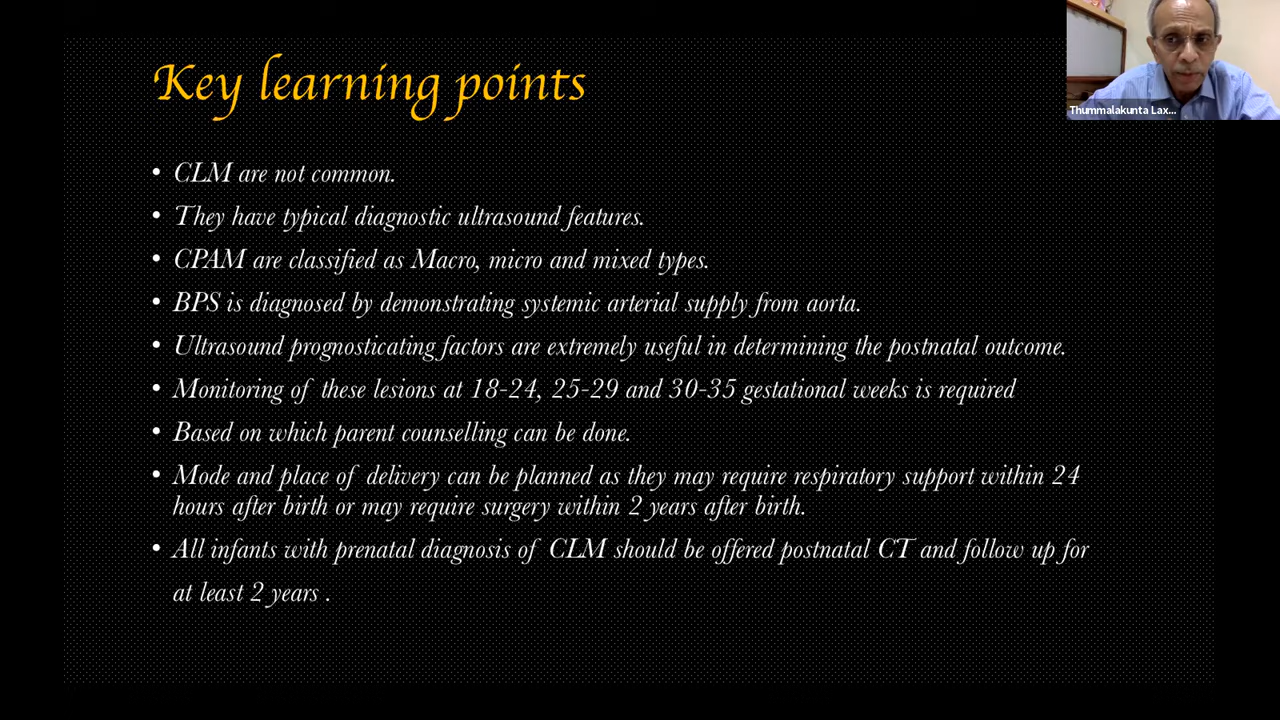 Key learning points
Thummalakunta Lax...
• CLM are not common.
• They have typical diagnostic ultrasound features.
• CPAM are classified as Macro, micro and mixed types.
• BPS is diagnosed by demonstrating systemic arterial supply from aorta.
• Ultrasound prognosticating factors are extremely useful in determining the postnatal outcome.
• Monitoring of these lesions at 18-24, 25-29 and 30-35 gestational weeks is required
• Based on which parent counselling can be done.
• Mode and place of delivery can be planned as they may require respiratory support within 24
hours after birth or may require surgery within 2 years after birth.
• All infants with prenatal diagnosis of CLM should be offered postnatal CT and follow up for
at least 2 years .